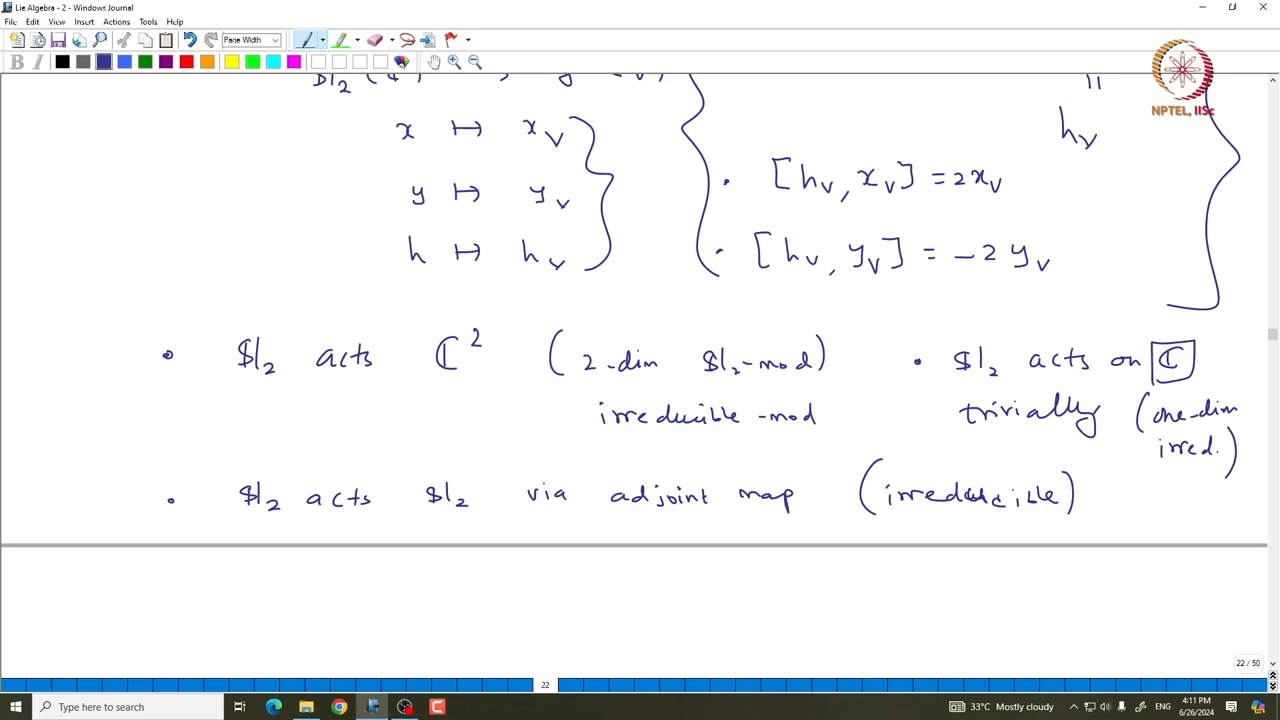 Lie Algebra - 2 - Windows Journal
File Edit View Insert Actions Tools Help
Page Width
B I
NPTEL, IISc
x ↦ x_V
y ↦ y_V
h ↦ h_V
||
h_V
· [h_V, x_V] = 2x_V
· [h_V, y_V] = -2 y_V
• sl_2 acts ℂ^2 (2-dim sl_2-mod)
irreducible -mod
• sl_2 acts on ℂ
trivially (one-dim
irred.)
• sl_2 acts sl_2 via adjoint map (irreducible)
22 / 50
22
Type here to search
33°C Mostly cloudy
ENG
4:11 PM
6/26/2024